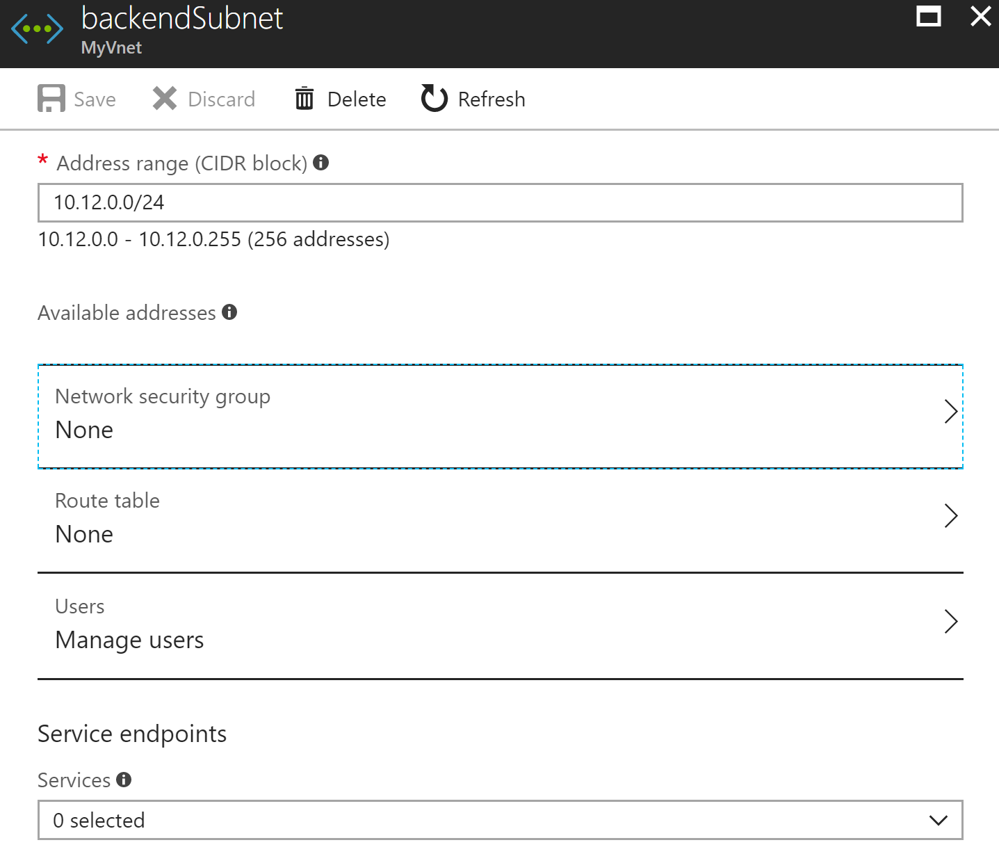 backendSubnet
MyVnet
Save Discard Delete Refresh
* Address range (CIDR block)
10.12.0.0/24
10.12.0.0 - 10.12.0.255 (256 addresses)
Available addresses
Network security group
None
Route table
None
Users
Manage users
Service endpoints
Services
0 selected